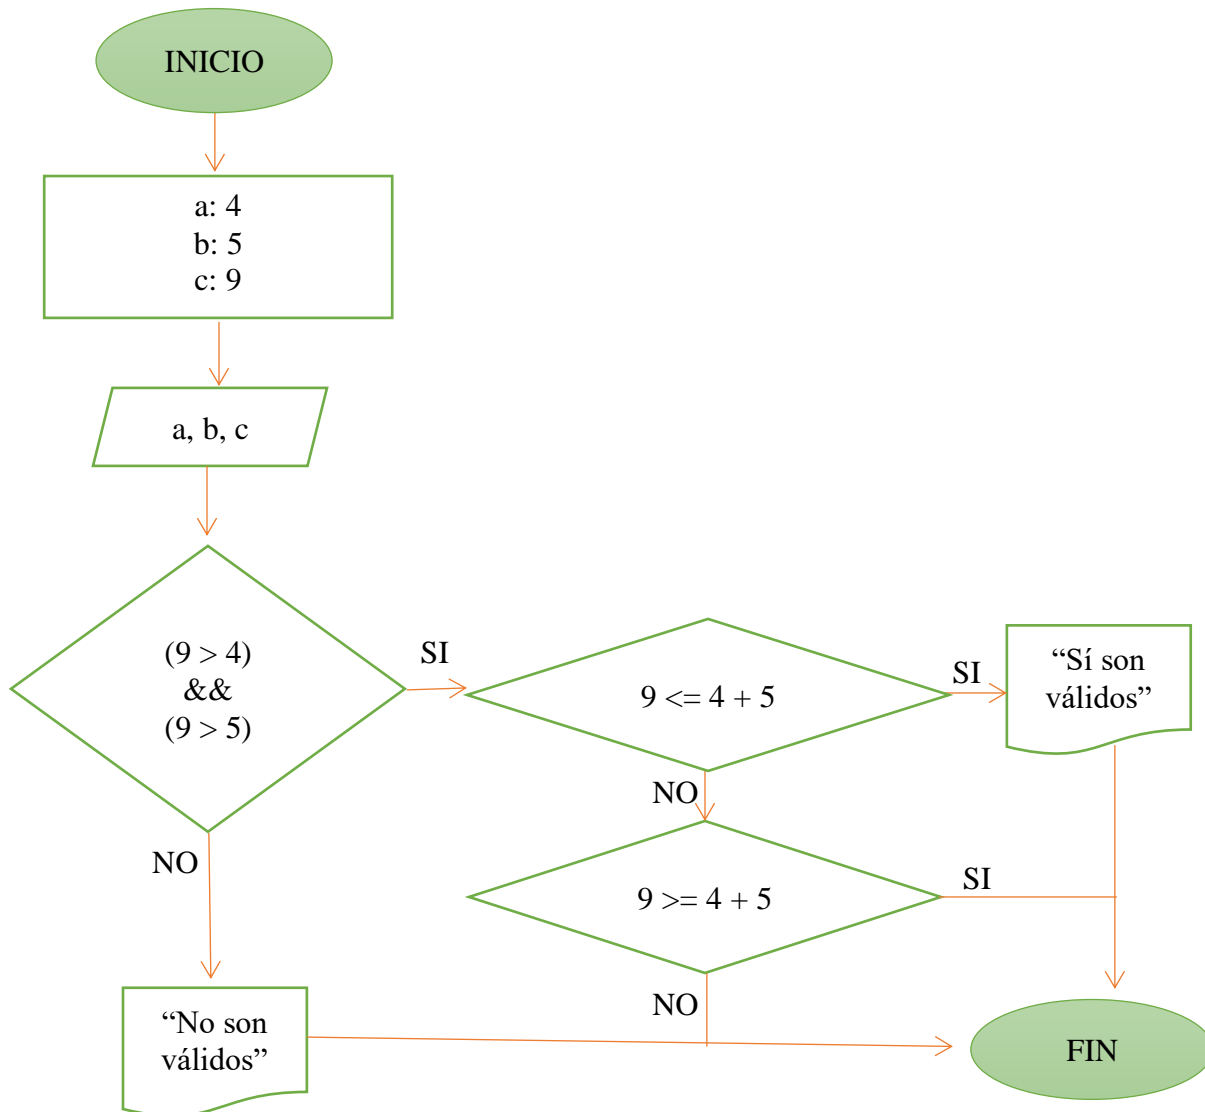 INICIO
a: 4
b: 5
c: 9
a, b, c
(9 > 4)
&&
(9 > 5)
SI
9 <= 4 + 5
SI
“Sí son
válidos”
NO
NO
9 >= 4 + 5
SI
NO
“No son
válidos”
FIN